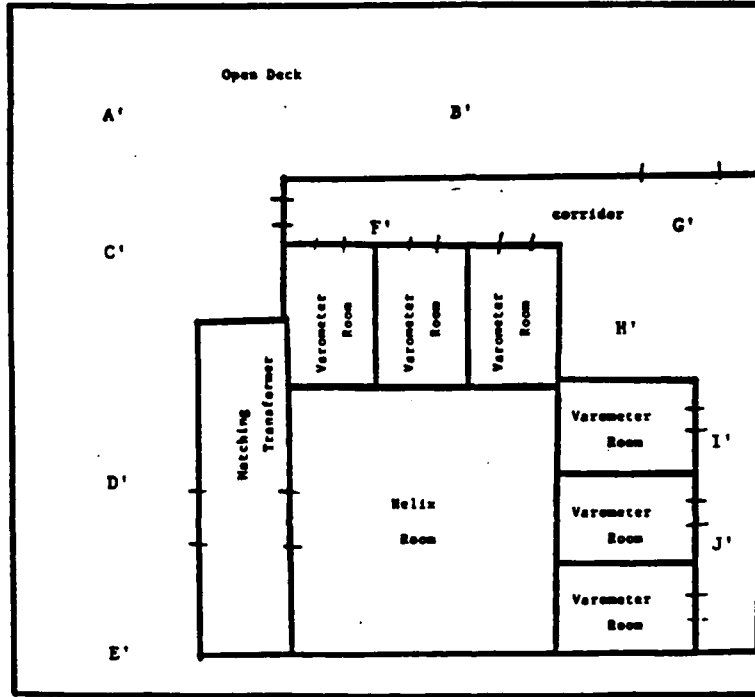 Open Deck
A'
B'
corridor
F'
G'
C'
Varometer
Room
Varometer
Room
Varometer
Room
H'
Matching
Transformer
Varometer
Room
I'
D'
Helix
Room
Varometer
Room
J'
Varometer
Room
E'